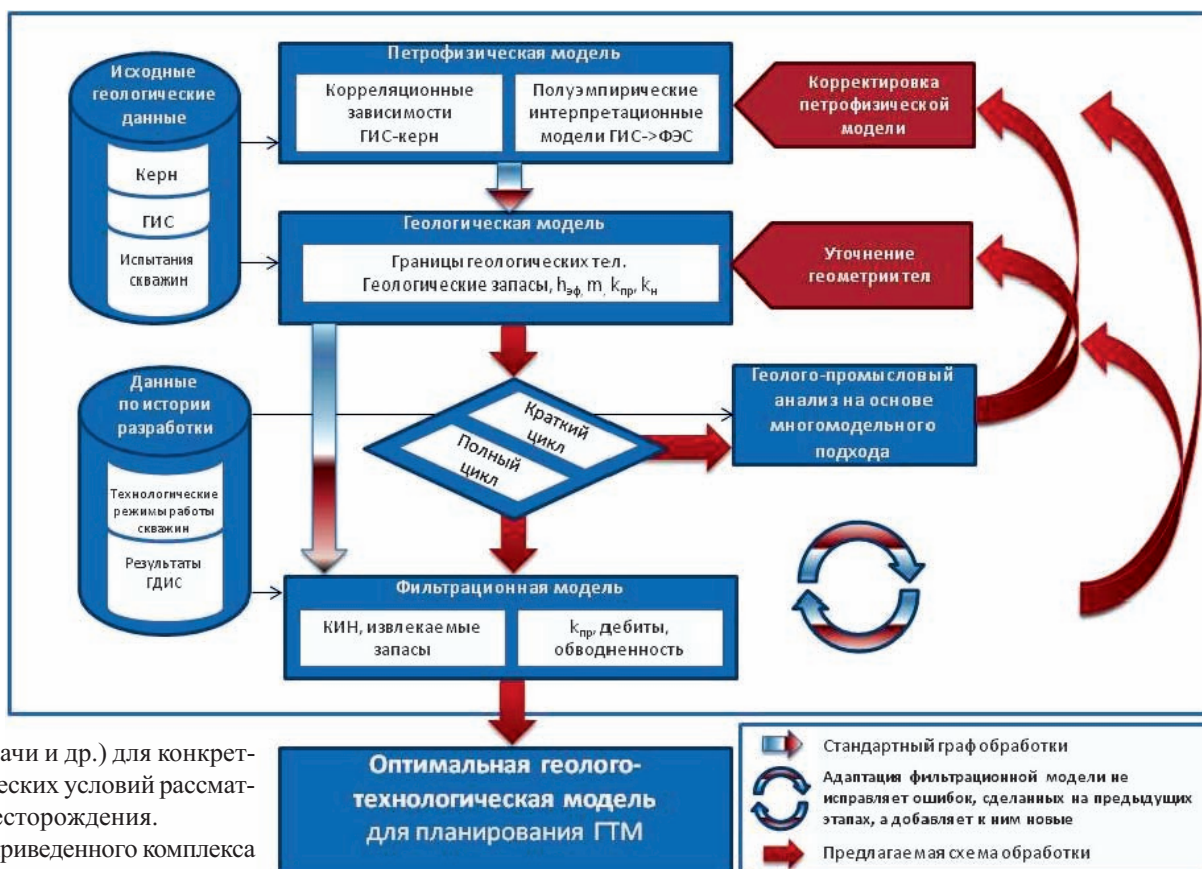 Исходные
геологические
данные
Керн
ГИС
Испытания
скважин
Петрофизическая модель
Корреляционные
зависимости
ГИС-керн
Полуэмпирические
интерпретационные
модели ГИС->ФЭС
Корректировка
петрофизической
модели
Геологическая модель
Границы геологических тел.
Геологические запасы, hэф, m, kпр, kн
Уточнение
геометрии тел
Данные
по истории
разработки
Технологические
режимы работы
скважин
Результаты
ГДИС
Краткий
цикл
Полный
цикл
Геолого-промысловый
анализ на основе
многомодельного
подхода
Фильтрационная модель
КИН, извлекаемые
запасы
kпр, дебиты,
обводненность
ачи и др.) для конкрет-
еских условий рассмат-
есторождения.
риведенного комплекса
Оптимальная геолого-
технологическая модель
для планирования ГТМ
Стандартный граф обработки
Адаптация фильтрационной модели не
исправляет ошибок, сделанных на предыдущих
этапах, а добавляет к ним новые
Предлагаемая схема обработки